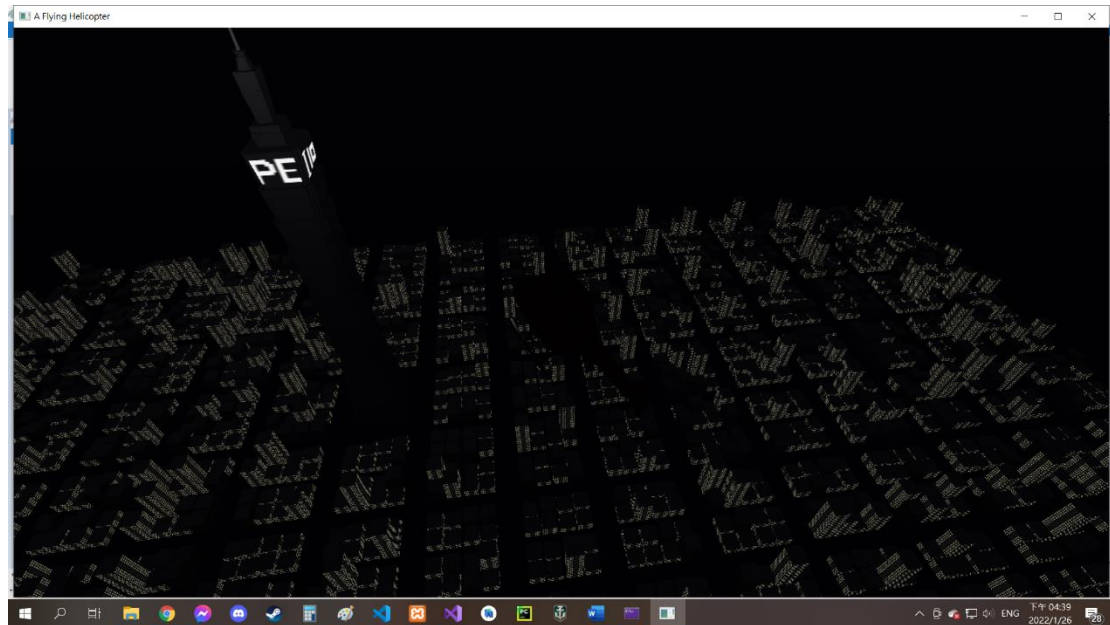 A Flying Helicopter
PE
ENG
下午 04:39
2022/1/26
28